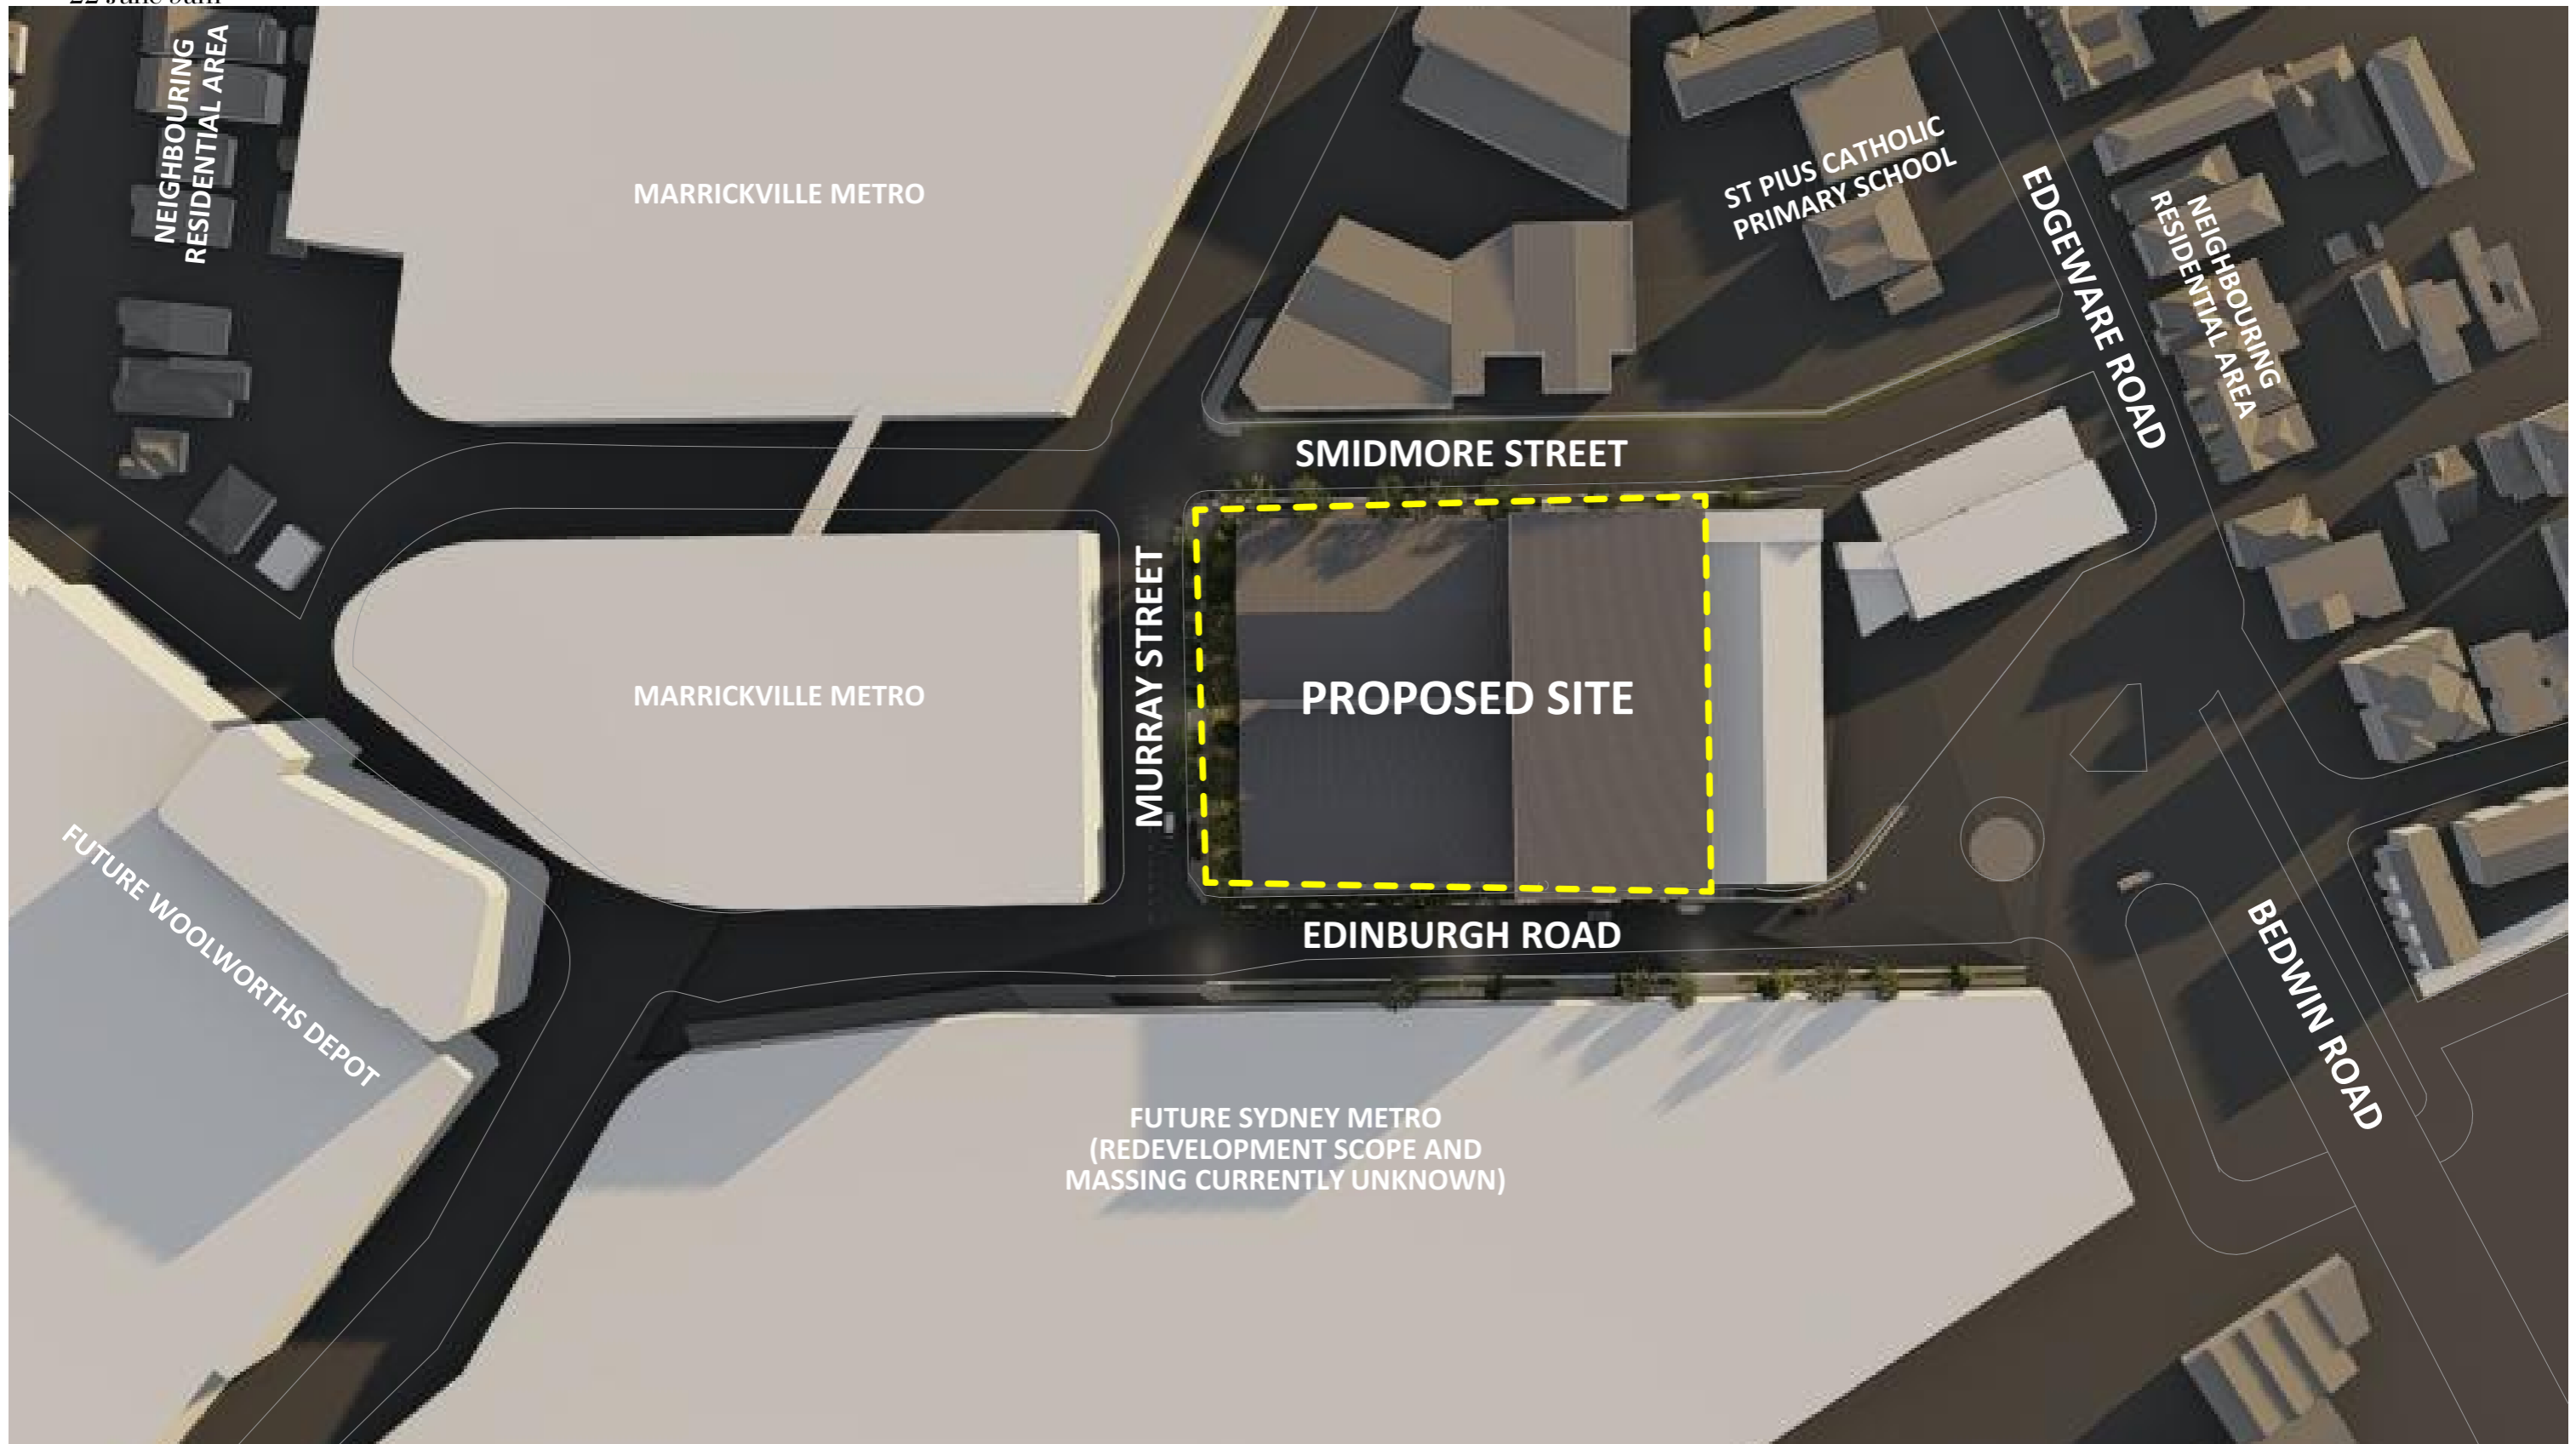 NEIGHBOURING
RESIDENTIAL AREA
MARRICKVILLE METRO
ST PIUS CATHOLIC
PRIMARY SCHOOL
EDGEWARE ROAD
NEIGHBOURING
RESIDENTIAL AREA
SMIDMORE STREET
MURRAY STREET
MARRICKVILLE METRO
PROPOSED SITE
FUTURE WOOLWORTHS DEPOT
EDINBURGH ROAD
BEDWIN ROAD
FUTURE SYDNEY METRO
(REDEVELOPMENT SCOPE AND
MASSING CURRENTLY UNKNOWN)